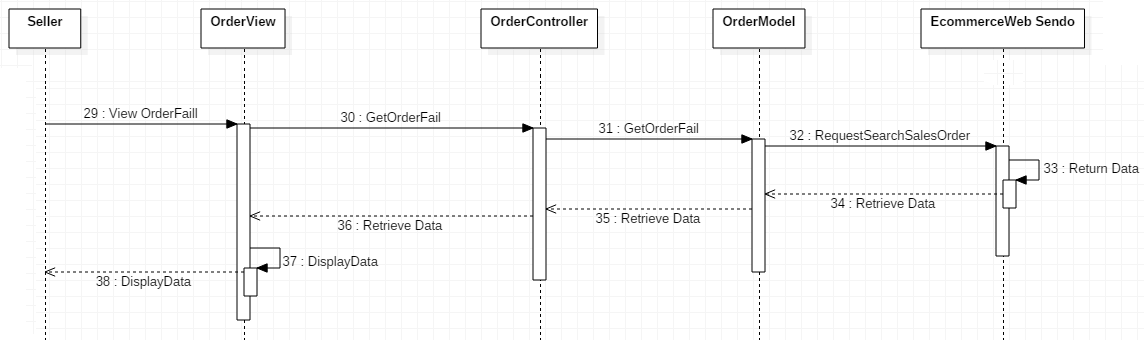 Seller
OrderView
OrderController
OrderModel
EcommerceWeb Sendo
29 : View OrderFaill
30 : GetOrderFail
31 : GetOrderFail
32 : RequestSearchSalesOrder
33 : Return Data
34 : Retrieve Data
35 : Retrieve Data
36 : Retrieve Data
37 : DisplayData
38 : DisplayData